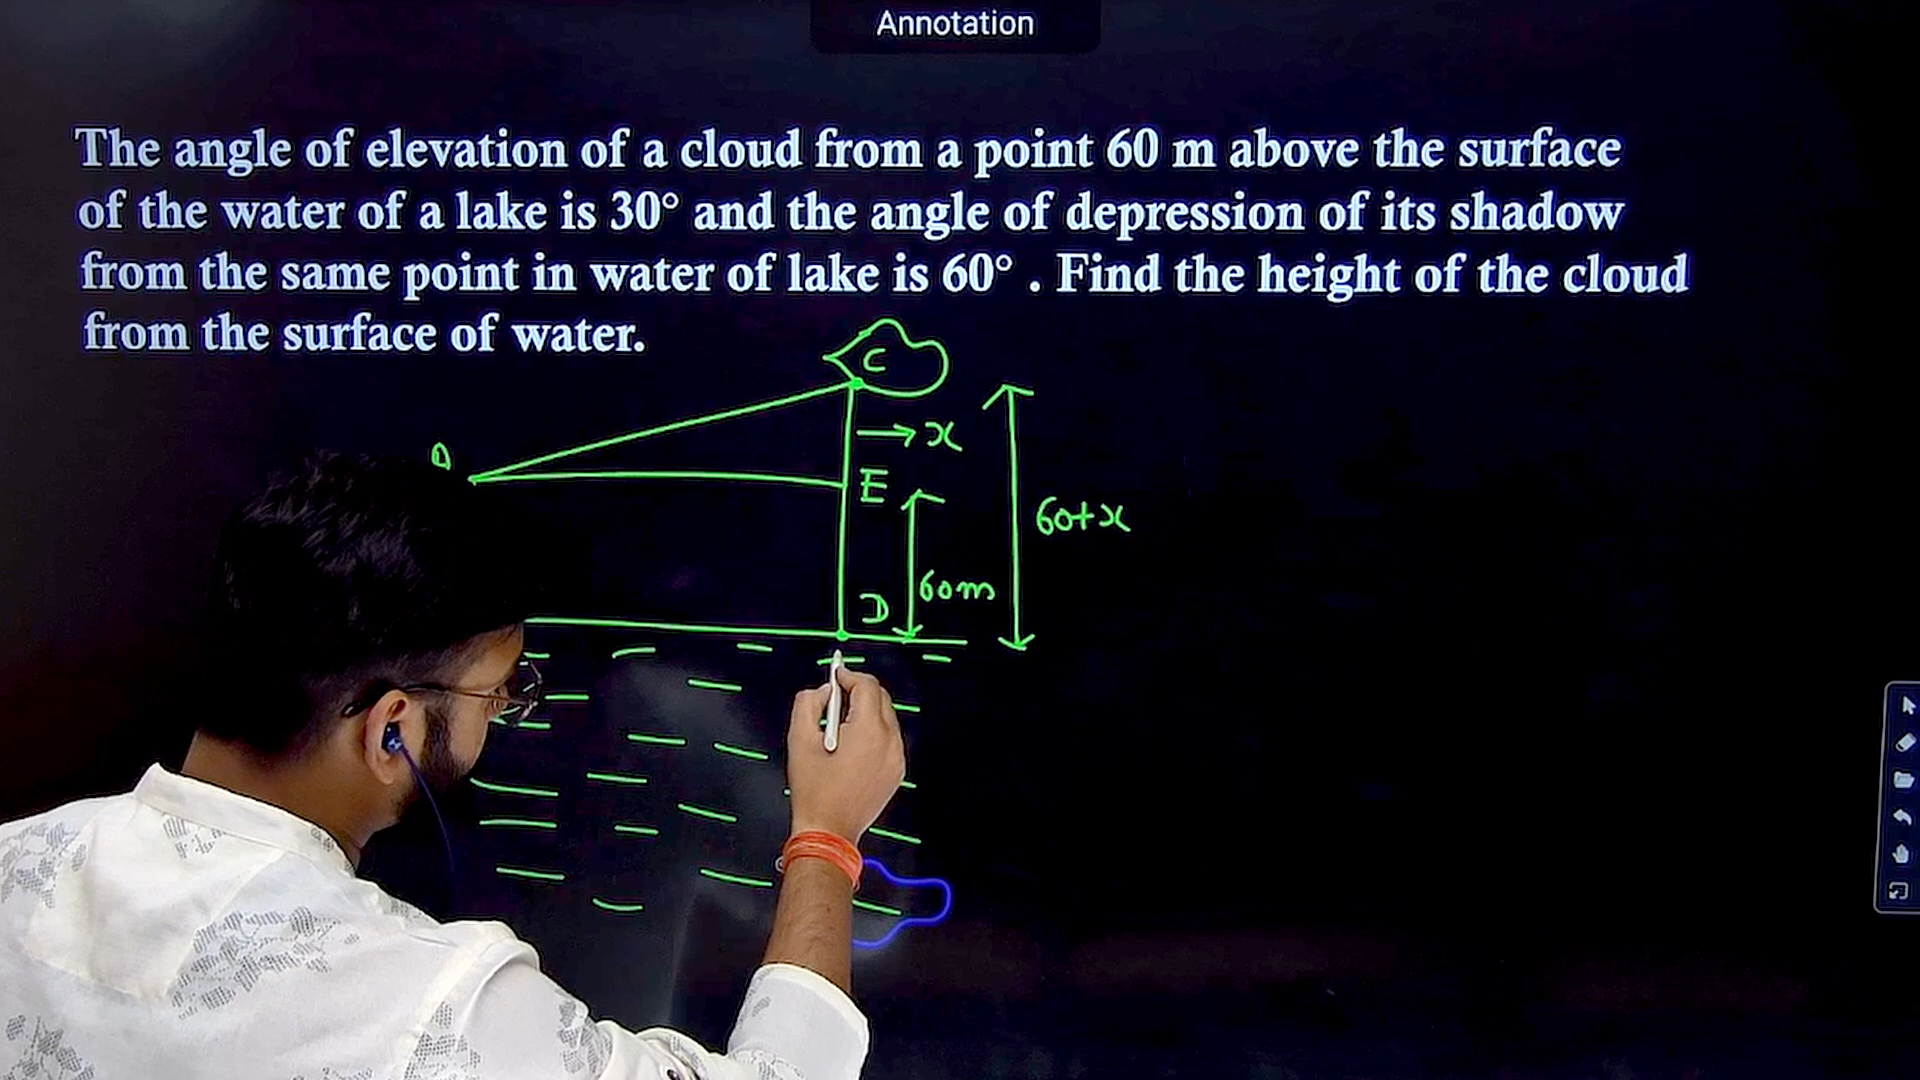 Annotation
The angle of elevation of a cloud from a point 60 m above the surface
of the water of a lake is 30° and the angle of depression of its shadow
from the same point in water of lake is 60° . Find the height of the cloud
from the surface of water.
C
→ x
E
60+x
60m
D